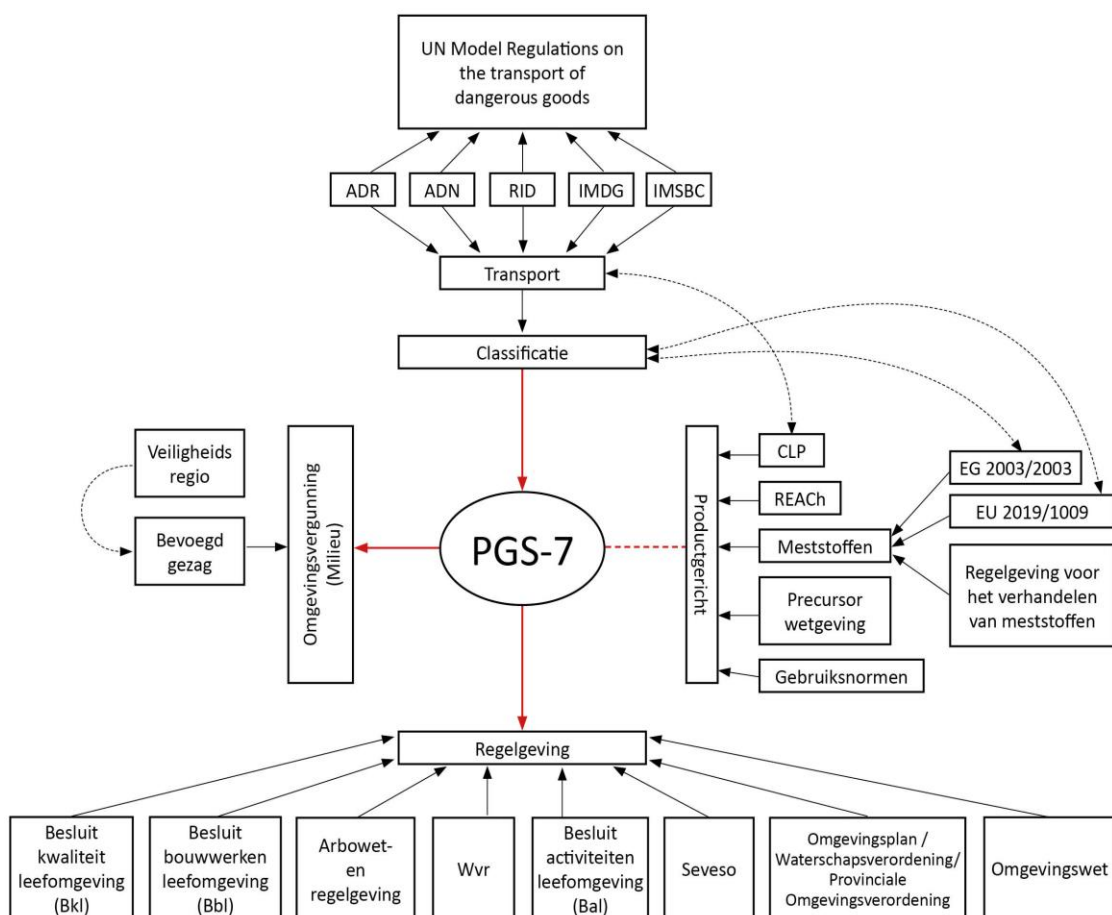 UN Model Regulations on
the transport of
dangerous goods
ADR
ADN
RID
IMDG
IMSBC
Transport
Classificatie
Veiligheids
regio
Bevoegd
gezag
Omgevingsvergunning
(Milieu)
PGS-7
Productgericht
CLP
REACh
Meststoffen
Precursor
wetgeving
Gebruiksnormen
EG 2003/2003
EU 2019/1009
Regelgeving voor
het verhandelen
van meststoffen
Regelgeving
Besluit
kwaliteit
leefomgeving
(Bkl)
Besluit
bouwwerken
leefomgeving
(Bbl)
Arbowet-
en
regelgeving
Wvr
Besluit
activiteiten
leefomgeving
(Bal)
Seveso
Omgevingsplan /
Waterschapsverordening/
Provinciale
Omgevingsverordening
Omgevingswet